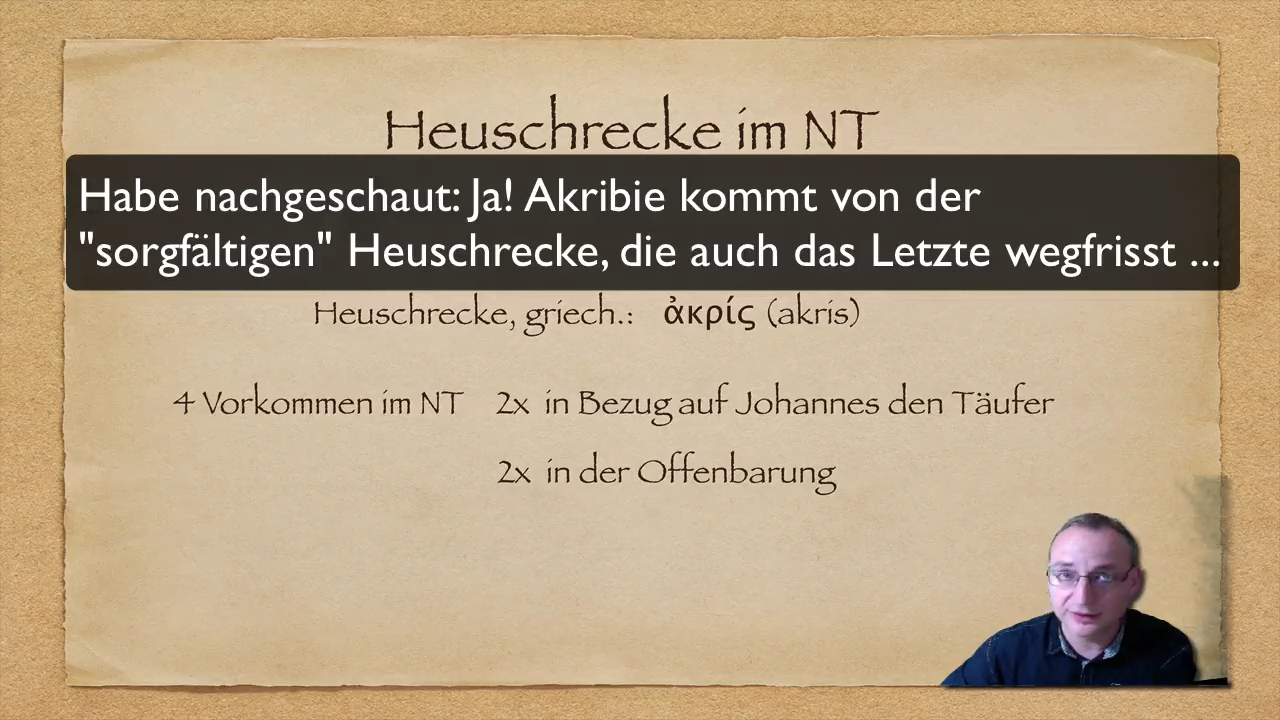 Heuschrecke im NT
Habe nachgeschaut: Ja! Akribie kommt von der
"sorgfältigen" Heuschrecke, die auch das Letzte wegfrisst ...
Heuschrecke, griech.: ἀκρίς (akris)
4 Vorkommen im NT 2x in Bezug auf Johannes den Täufer
2x in der Offenbarung